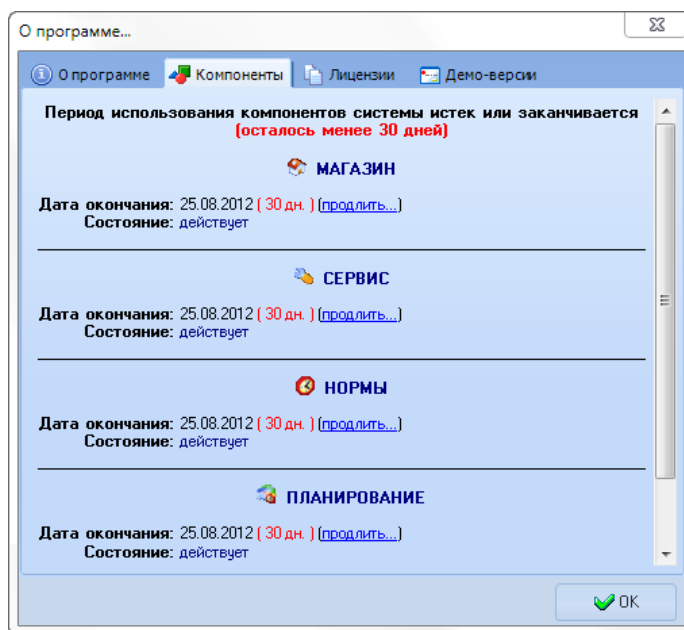 О программе...
О программе Компоненты Лицензии Демо-версии
Период использования компонентов системы истек или заканчивается
(осталось менее 30 дней)
МАГАЗИН
Дата окончания: 25.08.2012 ( 30 дн. ) (продлить...)
Состояние: действует
СЕРВИС
Дата окончания: 25.08.2012 ( 30 дн. ) (продлить...)
Состояние: действует
НОРМЫ
Дата окончания: 25.08.2012 ( 30 дн. ) (продлить...)
Состояние: действует
ПЛАНИРОВАНИЕ
Дата окончания: 25.08.2012 ( 30 дн. ) (продлить...)
Состояние: действует
OK